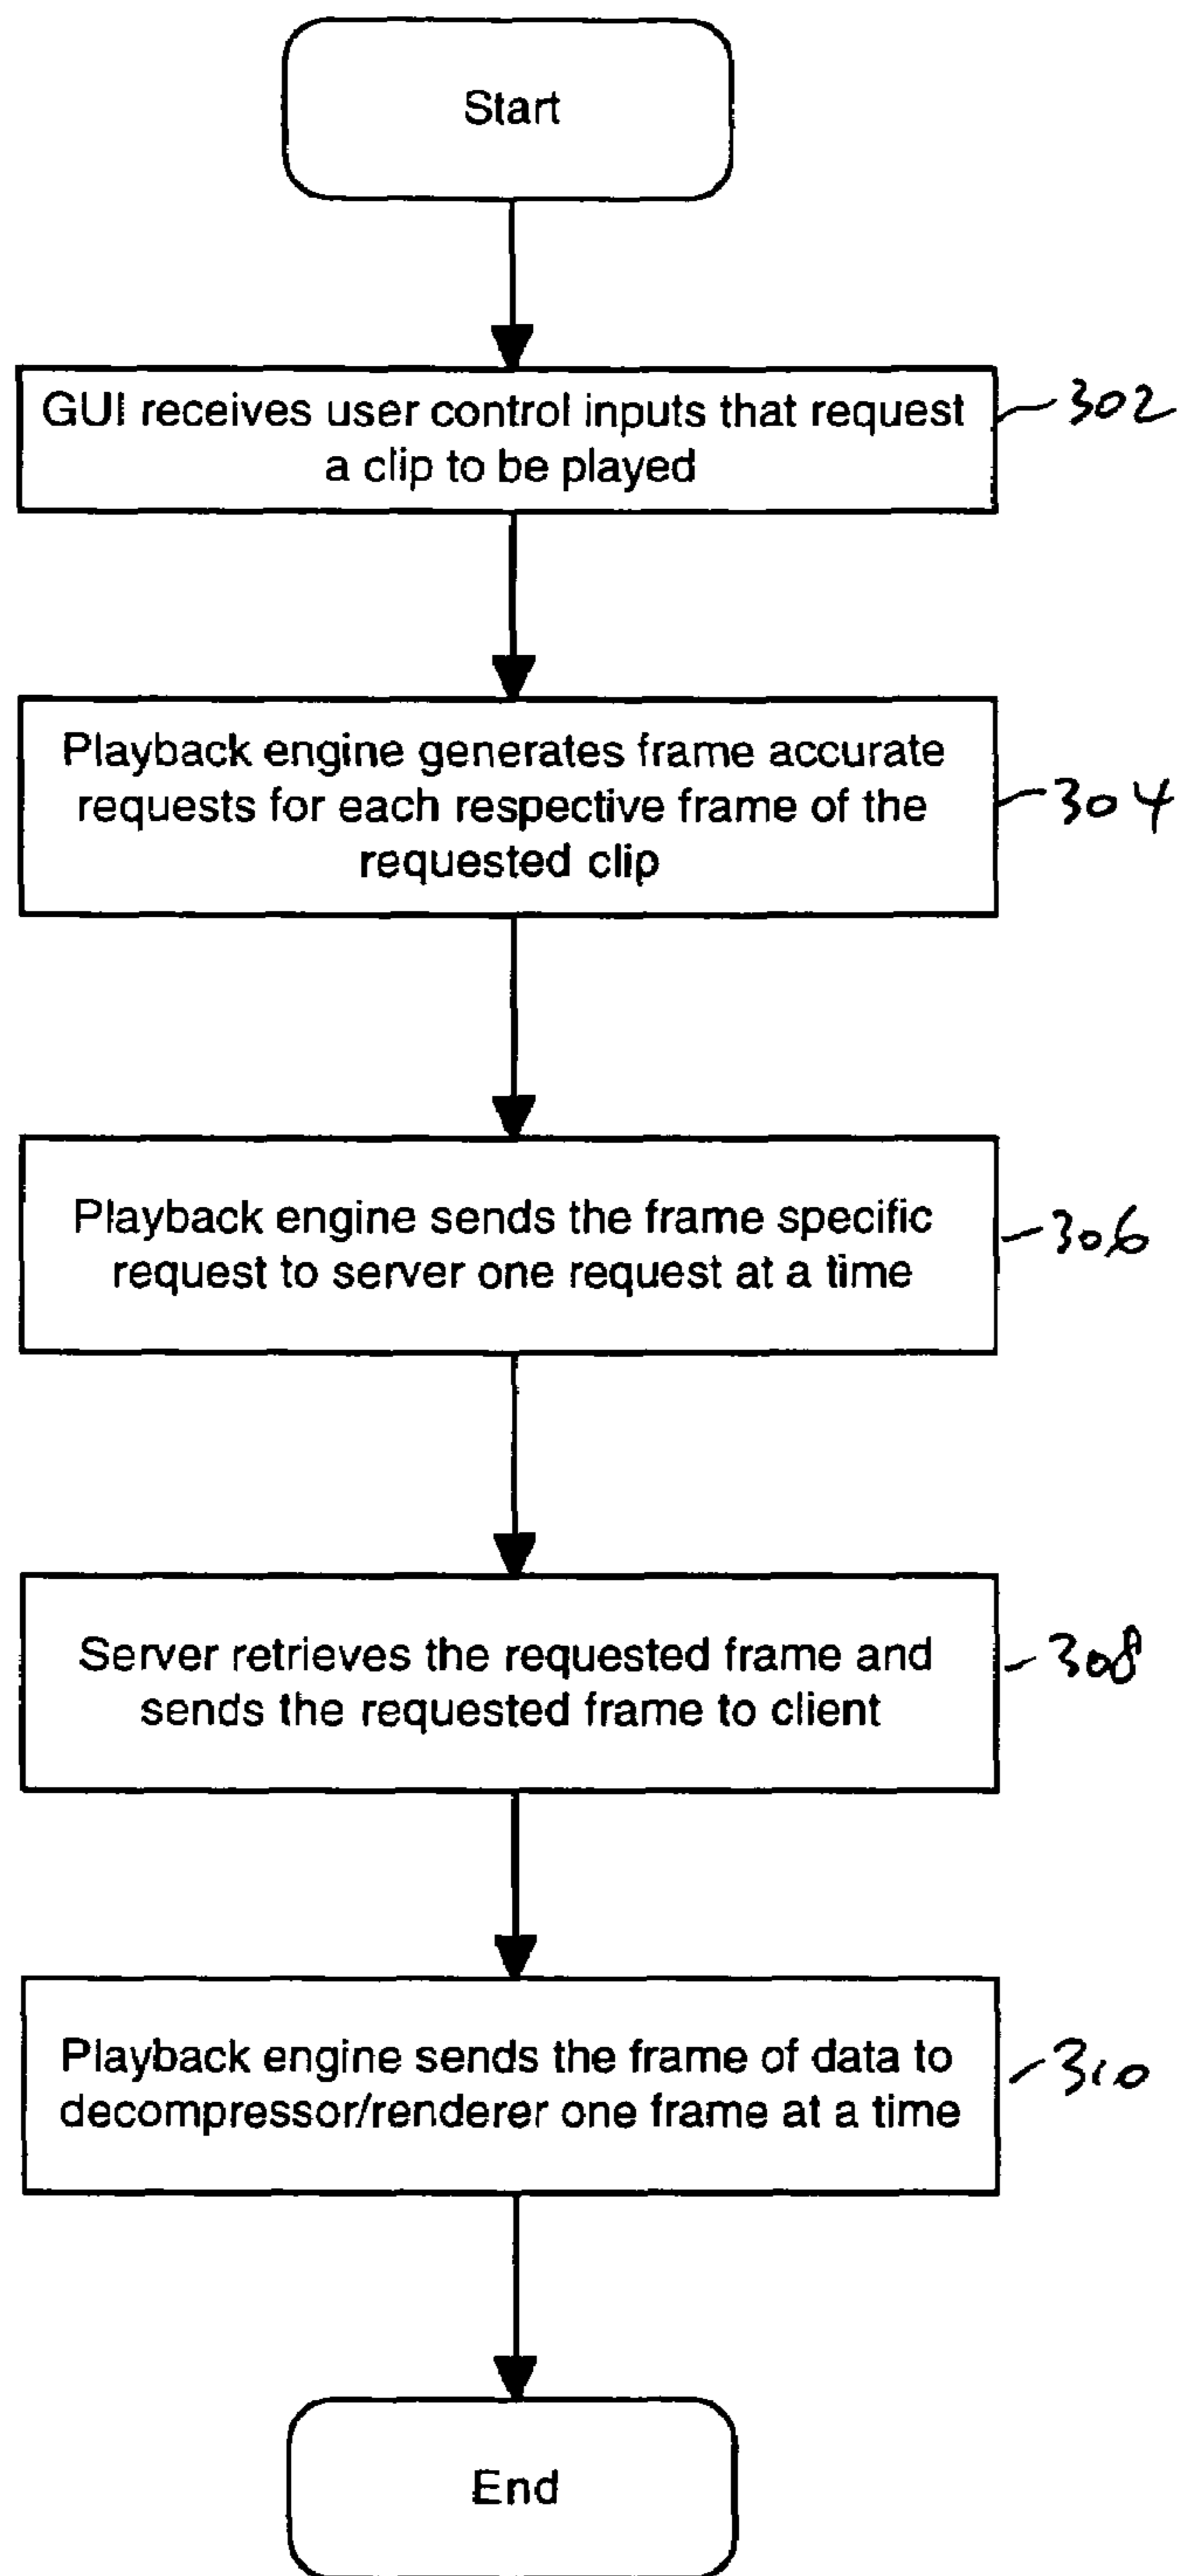 Start
GUI receives user control inputs that request
a clip to be played
302
Playback engine generates frame accurate
requests for each respective frame of the
requested clip
304
Playback engine sends the frame specific
request to server one request at a time
306
Server retrieves the requested frame and
sends the requested frame to client
308
Playback engine sends the frame of data to
decompressor/renderer one frame at a time
310
End